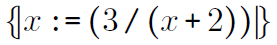 {|x := (3/(x+2))|}